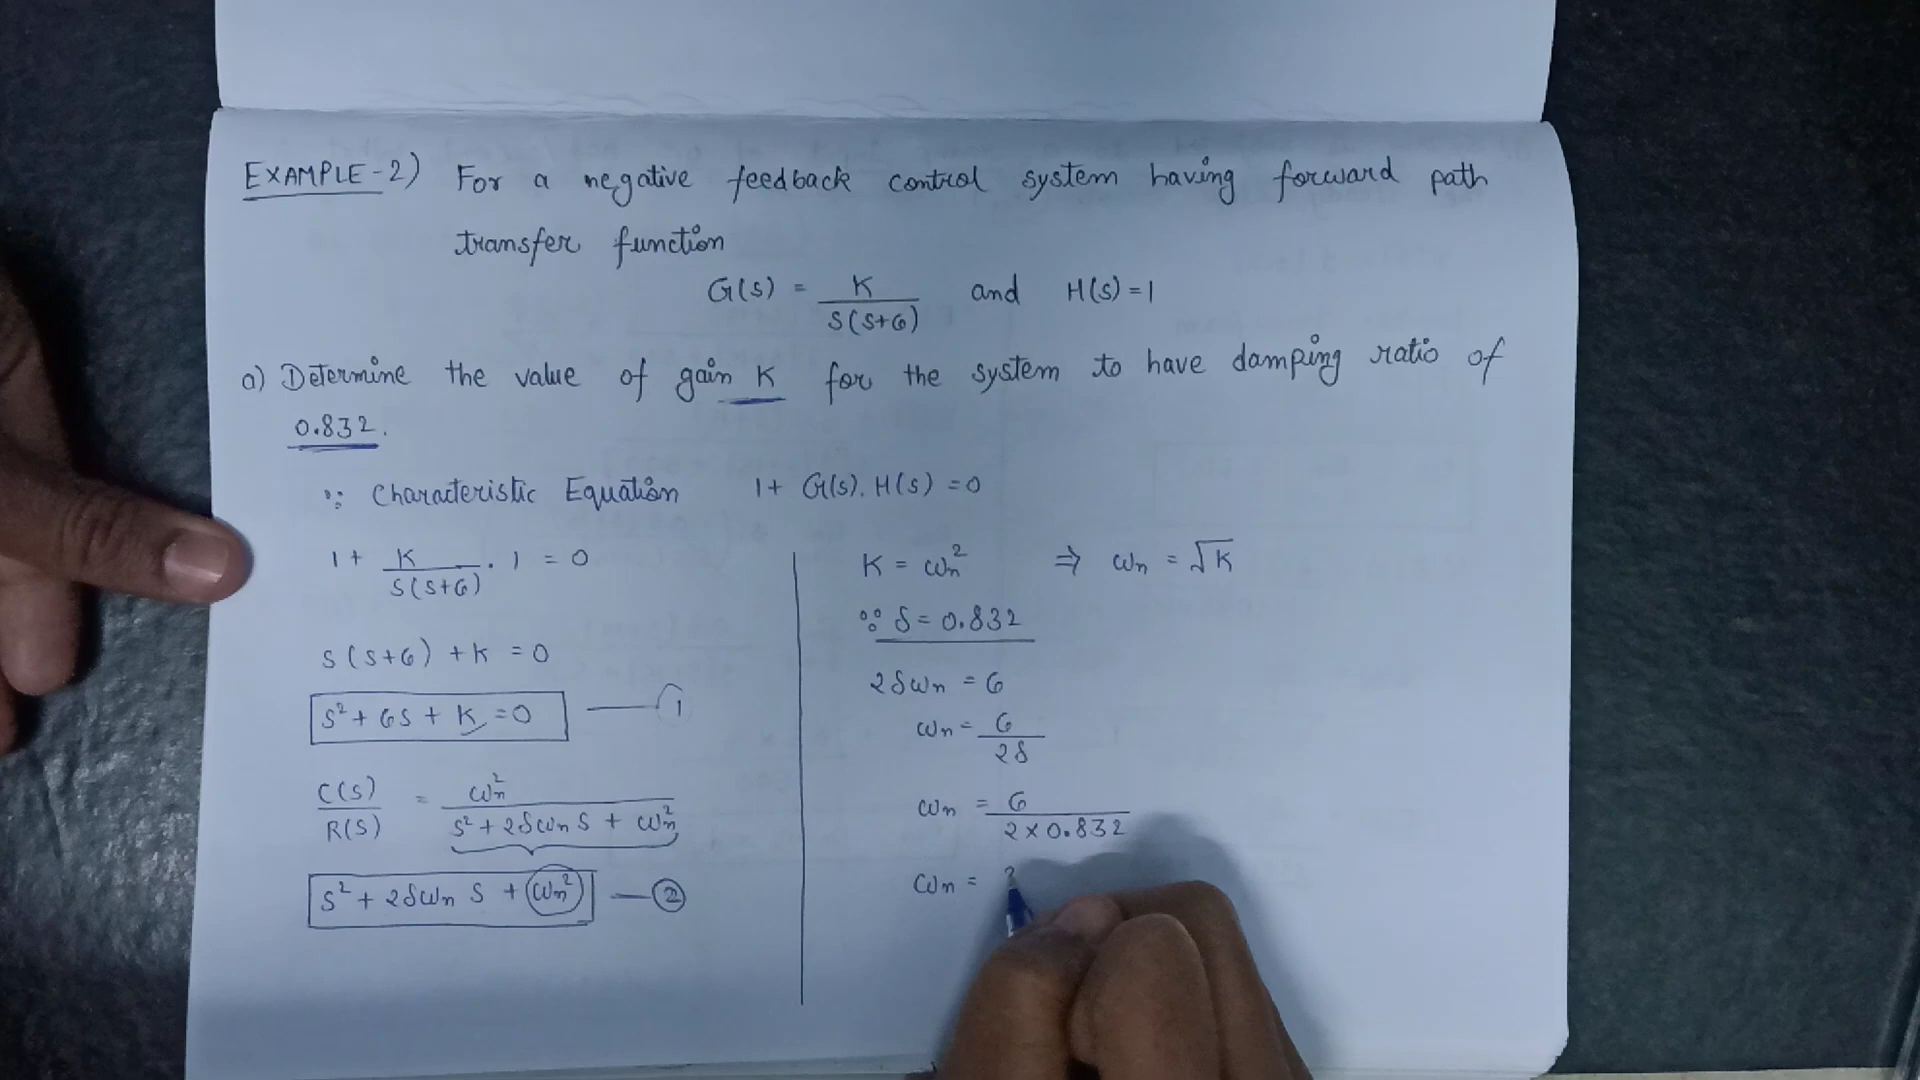 EXAMPLE-2) For a negative feedback control system having forward path
transfer function
G(s) = K / s(s+6) and H(s)=1
a) Determine the value of gain K for the system to have damping ratio of
0.832.
∵ Characteristic Equation 1+ G(s). H(s) = 0
1 + K / s(s+6) . 1 = 0
s(s+6) + K = 0
s² + 6s + K = 0 — 1
C(s) / R(s) = ωn² / s² + 2δωn s + ωn²
s² + 2δωn s + ωn² — 2
K = ωn² ⇒ ωn = √K
∵ δ = 0.832
2δωn = 6
ωn = 6 / 2δ
ωn = 6 / 2 × 0.832
ωn =